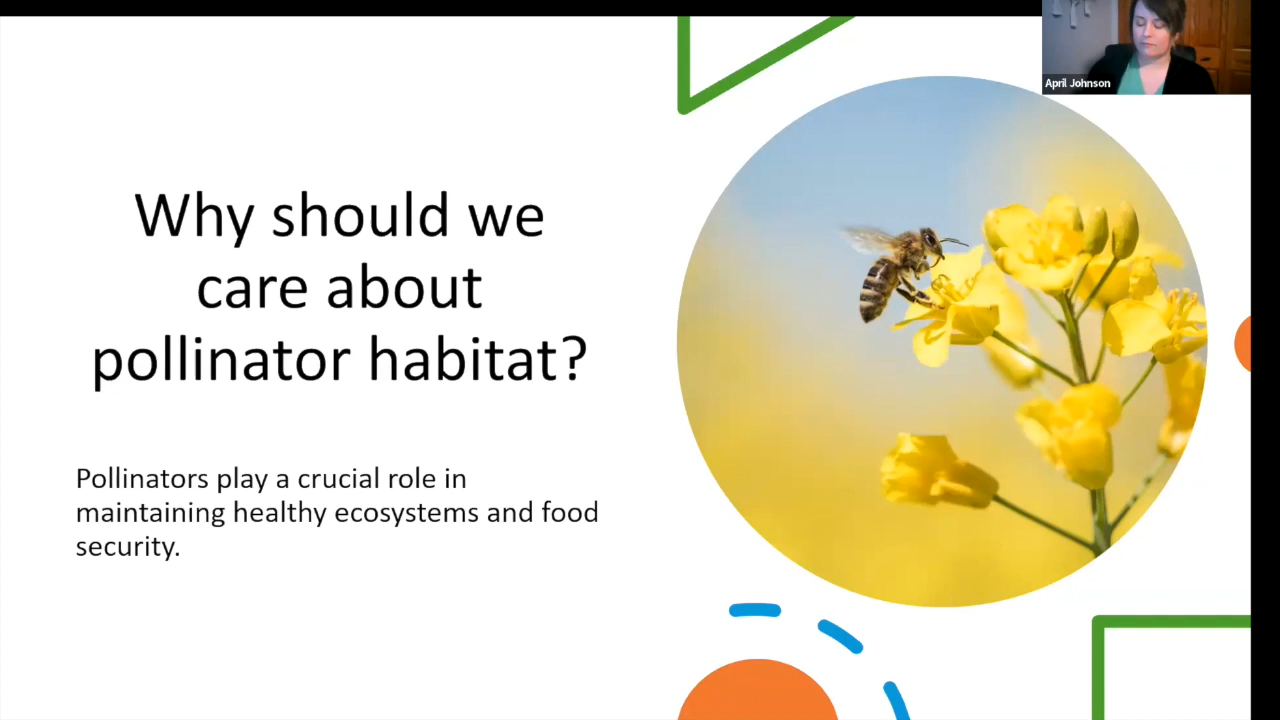 April Johnson
Why should we
care about
pollinator habitat?
Pollinators play a crucial role in
maintaining healthy ecosystems and food
security.